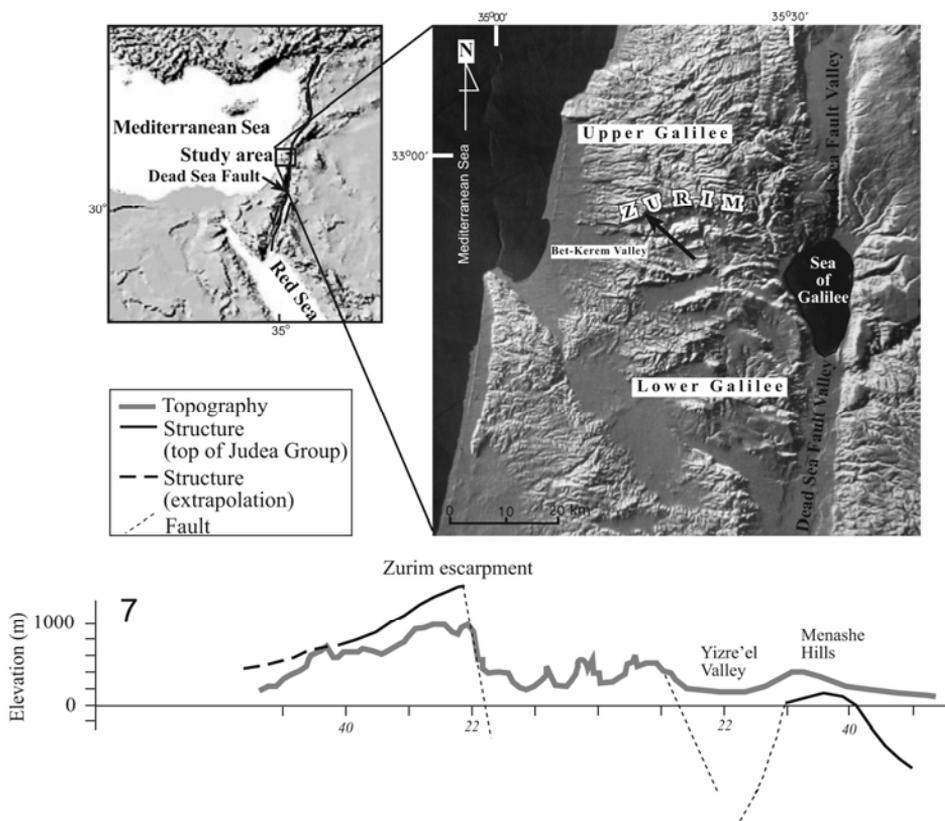 Mediterranean Sea
Study area
Dead Sea Fault
30°
Red Sea
35°
35°00'
35°30'
N
Mediterranean Sea
33°00'
Upper Galilee
ZURIM
Bet-Kerem Valley
Sea
of
Galilee
Lower Galilee
Dead Sea Fault Valley
Sea Fault Valley
0 10 20 km
Topography
Structure
(top of Judea Group)
Structure
(extrapolation)
Fault
Zurim escarpment
7
Elevation (m)
1000
0
Yizre'el
Valley
Menashe
Hills
40
22
22
40